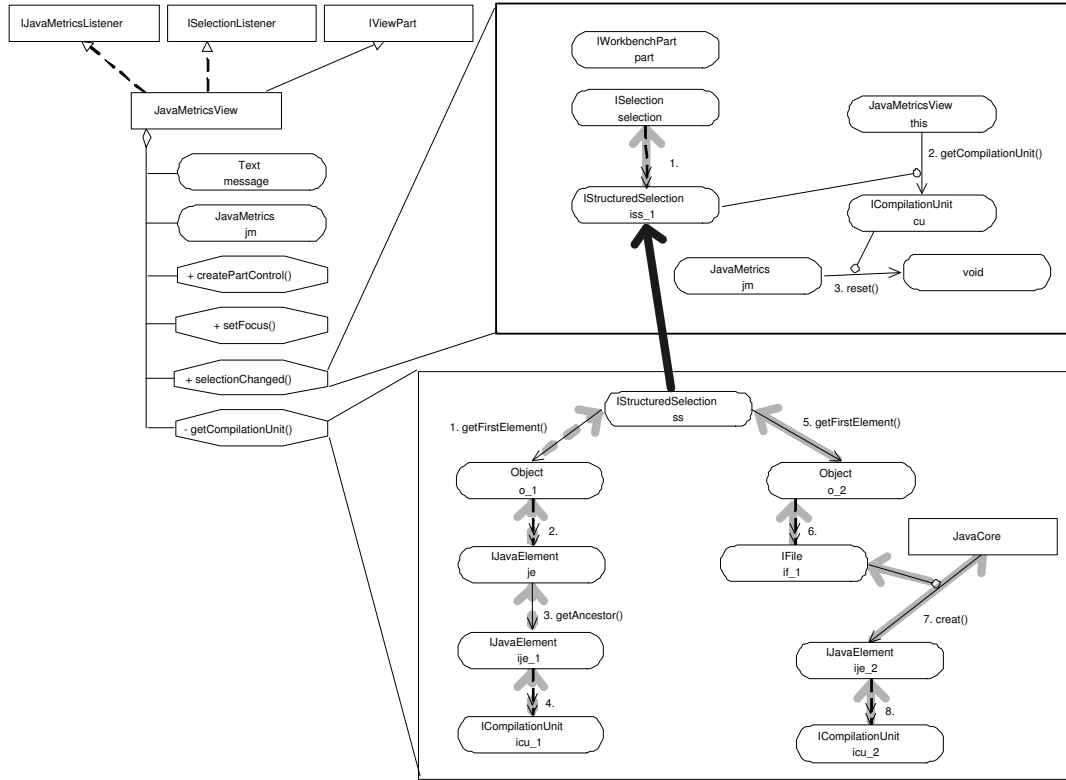 IJavaMetricsListener
ISelectionListener
IViewPart
JavaMetricsView
Text
message
JavaMetrics
jm
+ createPartControl()
+ setFocus()
+ selectionChanged()
- getCompilationUnit()
IWorkbenchPart
part
ISelection
selection
1.
IStructuredSelection
iss_1
JavaMetricsView
this
2. getCompilationUnit()
ICompilationUnit
cu
JavaMetrics
jm
3. reset()
void
IStructuredSelection
ss
1. getFirstElement()
5. getFirstElement()
Object
o_1
Object
o_2
2.
6.
IJavaElement
je
IFile
if_1
JavaCore
3. getAncestor()
7. creat()
IJavaElement
ije_1
IJavaElement
ije_2
4.
8.
ICompilationUnit
icu_1
ICompilationUnit
icu_2